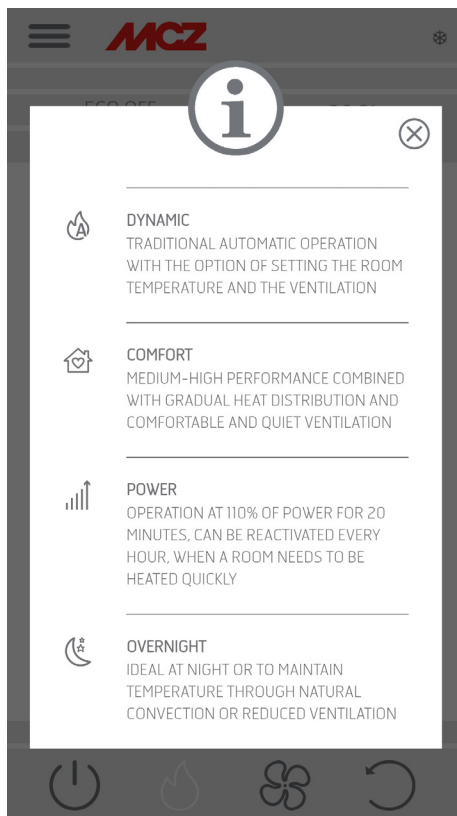 MCZ
ECO OFF
DYNAMIC
TRADITIONAL AUTOMATIC OPERATION
WITH THE OPTION OF SETTING THE ROOM
TEMPERATURE AND THE VENTILATION
COMFORT
MEDIUM-HIGH PERFORMANCE COMBINED
WITH GRADUAL HEAT DISTRIBUTION AND
COMFORTABLE AND QUIET VENTILATION
POWER
OPERATION AT 110% OF POWER FOR 20
MINUTES, CAN BE REACTIVATED EVERY
HOUR, WHEN A ROOM NEEDS TO BE
HEATED QUICKLY
OVERNIGHT
IDEAL AT NIGHT OR TO MAINTAIN
TEMPERATURE THROUGH NATURAL
CONVECTION OR REDUCED VENTILATION